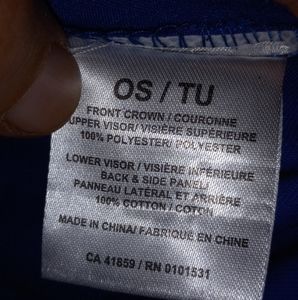 OS / TU
FRONT CROWN / COURONNE
UPPER VISOR/ VISIÈRE SUPÉRIEURE
100% POLYESTER/ POLYESTER
LOWER VISOR / VISIÈRE INFÉRIEURE
BACK & SIDE PANEL/
PANNEAU LATÉRAL ET ARRIÈRE
100% COTTON / COTON
MADE IN CHINA/ FABRIQUÉ EN CHINE
CA 41859 / RN 0101531